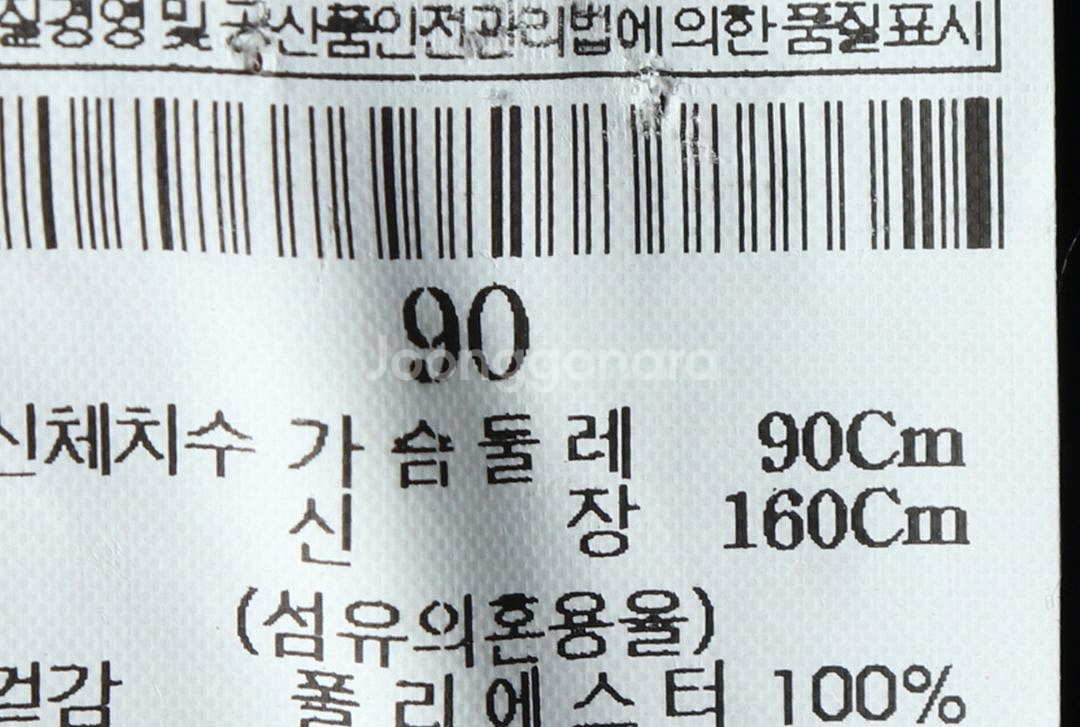 질경영 및 공산품안전관리법에 의한 품질표시
90
Joonggonara
신체치수 가 슴 둘 레 90Cm
신 장 160Cm
(섬유의혼용율)
겉감 폴 리 에 스 터 100%